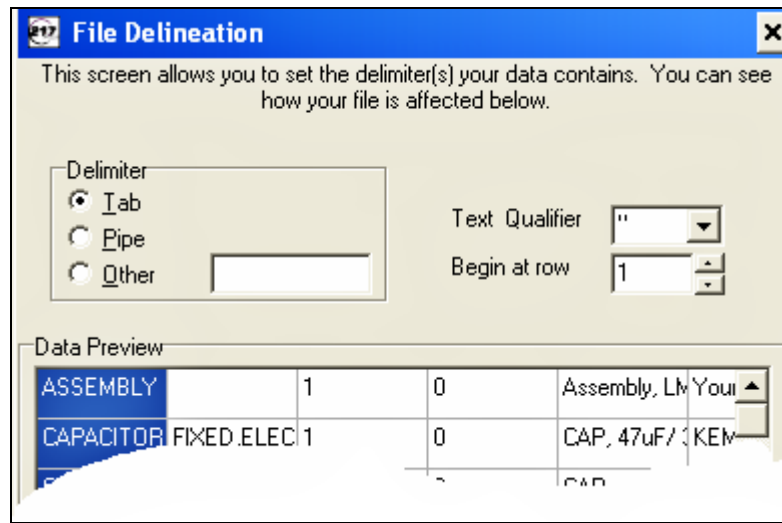 217 File Delineation
This screen allows you to set the delimiter(s) your data contains. You can see
how your file is affected below.
Delimiter
Tab
Pipe
Other
Text Qualifier "
Begin at row 1
Data Preview
ASSEMBLY 1 0 Assembly, LM Your
CAPACITOR FIXED.ELEC 1 0 CAP, 47uF/ KEM